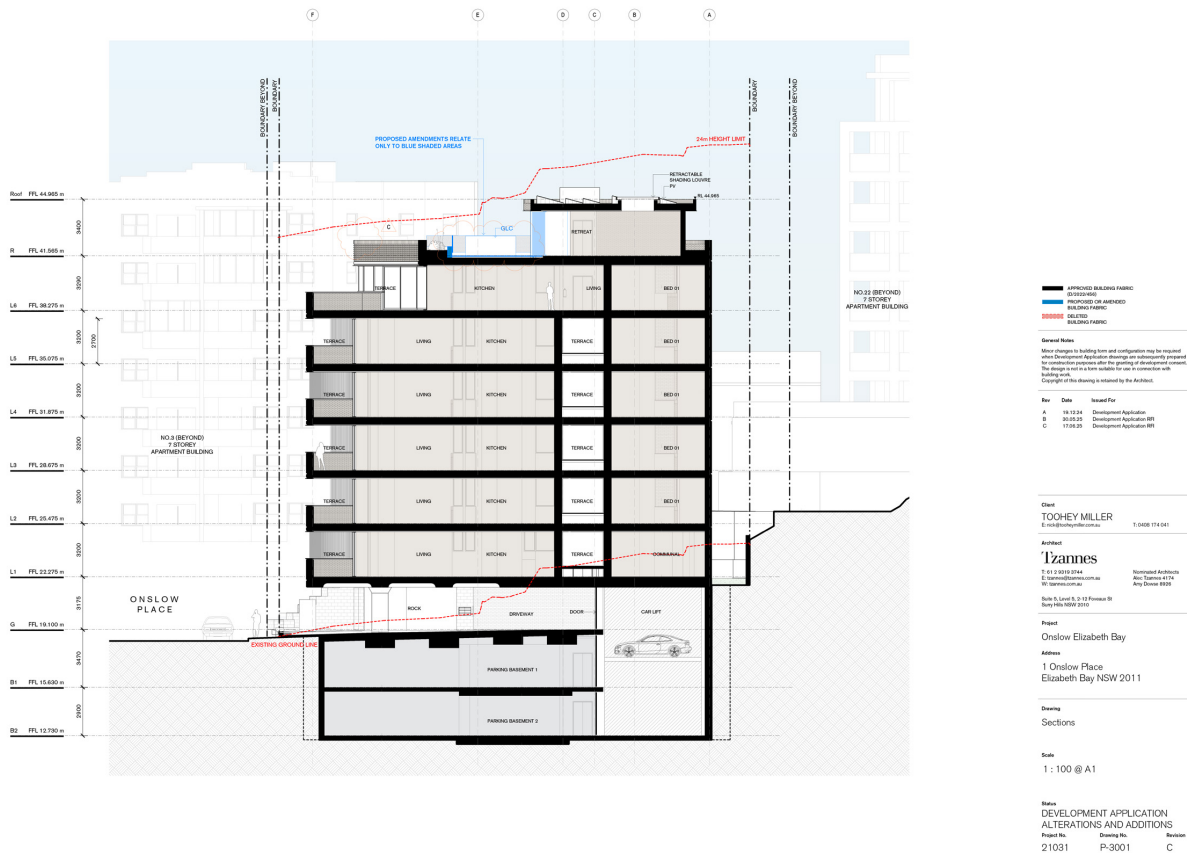 F
E
D
C
B
A
BOUNDARY BEYOND
BOUNDARY
BOUNDARY
BOUNDARY BEYOND
PROPOSED AMENDMENTS RELATE
ONLY TO BLUE SHADED AREAS
24m HEIGHT LIMIT
RETRACTABLE
SHADING LOUVRE
PV
RL 44.965
Roof FFL 44.965 m
3400
C
GLC
RETREAT
R FFL 41.565 m
3290
TERRACE
KITCHEN
LIVING
BED 01
NO.22 (BEYOND)
7 STOREY
APARTMENT BUILDING
L6 FFL 38.275 m
3200
2700
TERRACE
LIVING
KITCHEN
TERRACE
BED 01
L5 FFL 35.075 m
3200
TERRACE
LIVING
KITCHEN
TERRACE
BED 01
L4 FFL 31.875 m
3200
NO.3 (BEYOND)
7 STOREY
APARTMENT BUILDING
TERRACE
LIVING
KITCHEN
TERRACE
BED 01
L3 FFL 28.675 m
3200
TERRACE
LIVING
KITCHEN
TERRACE
BED 01
L2 FFL 25.475 m
3200
TERRACE
LIVING
KITCHEN
TERRACE
COMMUNAL
L1 FFL 22.275 m
3175
ONSLOW
PLACE
ROCK
DRIVEWAY
DOOR
CAR LIFT
G FFL 19.100 m
EXISTING GROUND LINE
3470
PARKING BASEMENT 1
B1 FFL 15.630 m
2900
PARKING BASEMENT 2
B2 FFL 12.730 m
APPROVED BUILDING FABRIC
(D/2022/456)
PROPOSED OR AMENDED
BUILDING FABRIC
DELETED
BUILDING FABRIC
General Notes
Minor changes to building form and configuration may be required
when Development Application drawings are subsequently prepared
for construction purposes after the granting of development consent.
The design is not in a form suitable for use in connection with
building work.
Copyright of this drawing is retained by the Architect.
Rev Date Issued For
A 19.12.24 Development Application
B 30.05.25 Development Application RFI
C 17.06.25 Development Application RFI
Client
TOOHEY MILLER
E: nick@tooheymiller.com.au T: 0408 174 041
Architect
Tzannes
T: 61 2 9319 3744 Nominated Architects
E: tzannes@tzannes.com.au Alec Tzannes 4174
W: tzannes.com.au Amy Dowse 8926
Suite 5, Level 5, 2-12 Foveaux St
Surry Hills NSW 2010
Project
Onslow Elizabeth Bay
Address
1 Onslow Place
Elizabeth Bay NSW 2011
Drawing
Sections
Scale
1 : 100 @ A1
Status
DEVELOPMENT APPLICATION
ALTERATIONS AND ADDITIONS
Project No. Drawing No. Revision
21031 P-3001 C